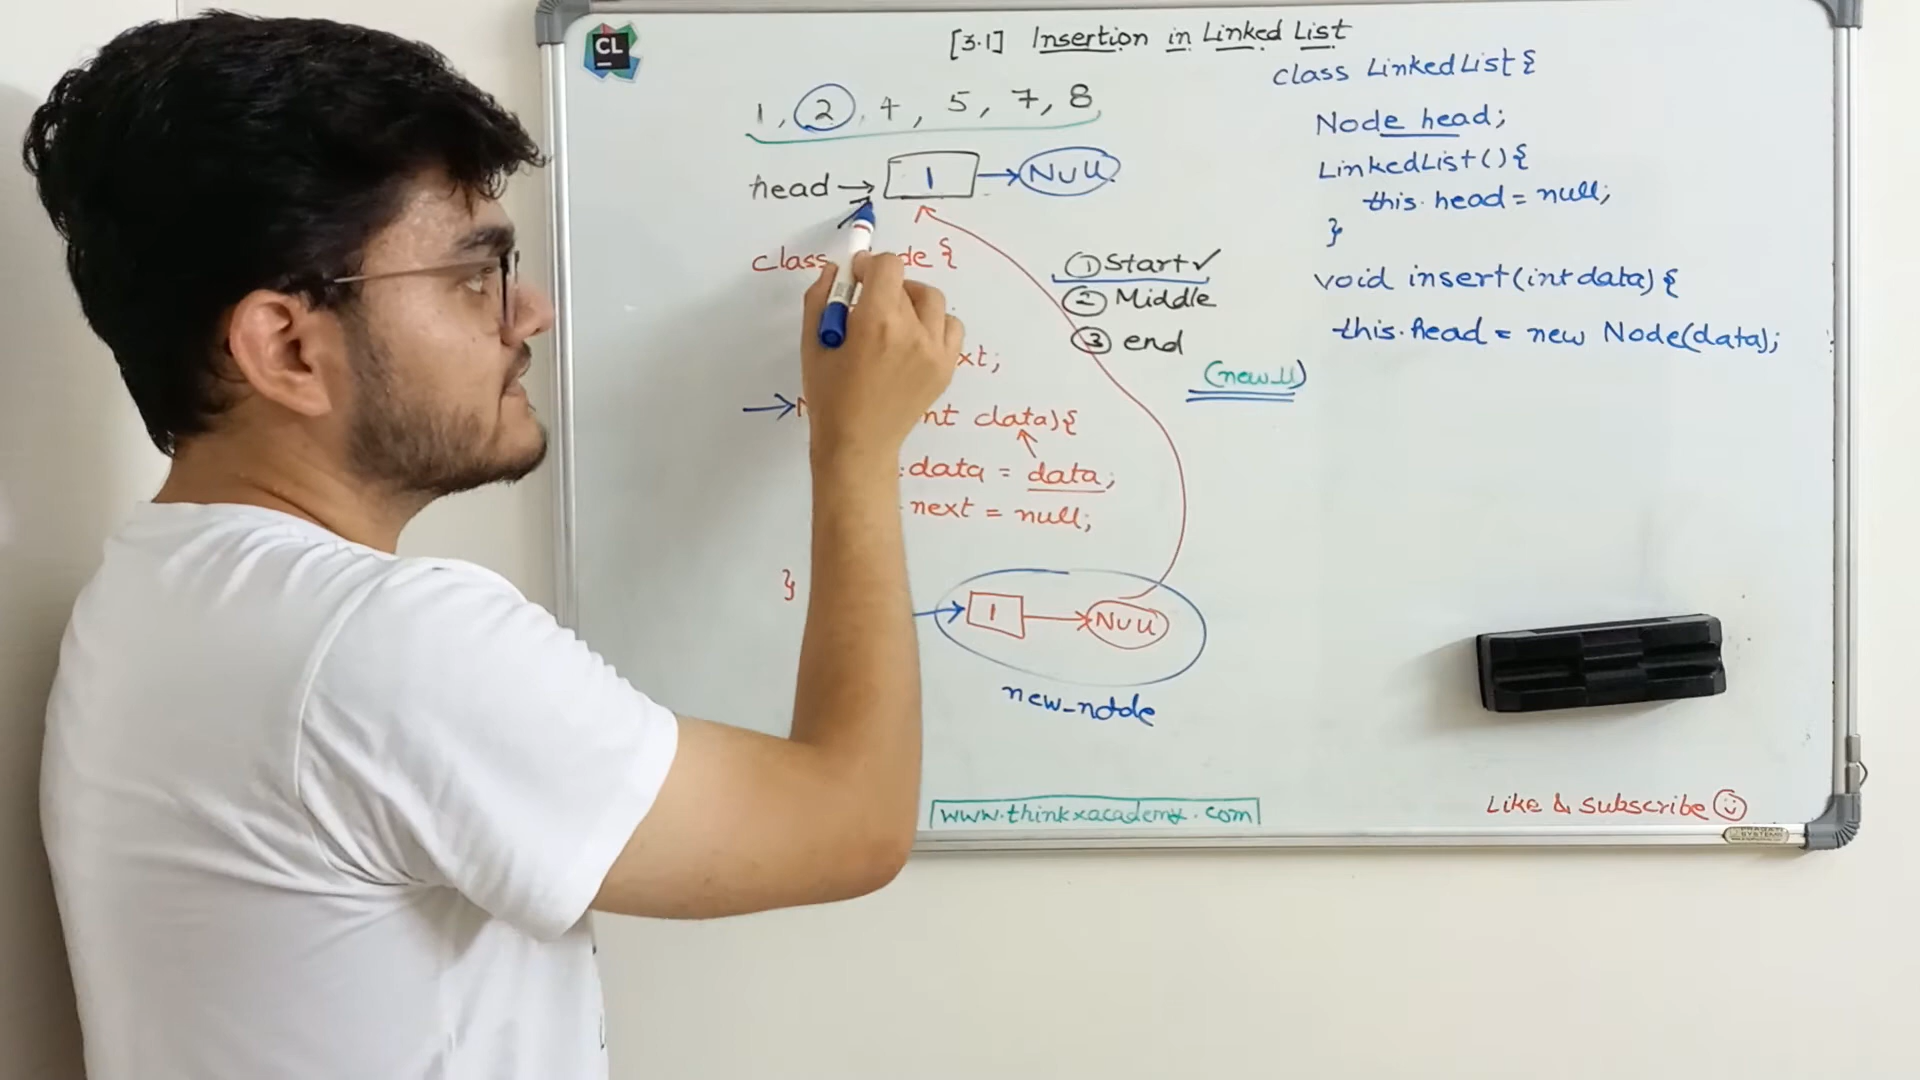 CL
[3.1] Insertion in Linked List
1, 2, 4, 5, 7, 8,
head → 1 → Null
class de {
xt;
nt data){
.data = data;
.next = null;
}
1 → Null
new_node
① Start ✓
② Middle
③ end
(new_ll)
class LinkedList {
Node head;
LinkedList() {
this.head = null;
}
void insert(int data) {
this.head = new Node(data);
www.thinkxacademy.com
Like & Subscribe